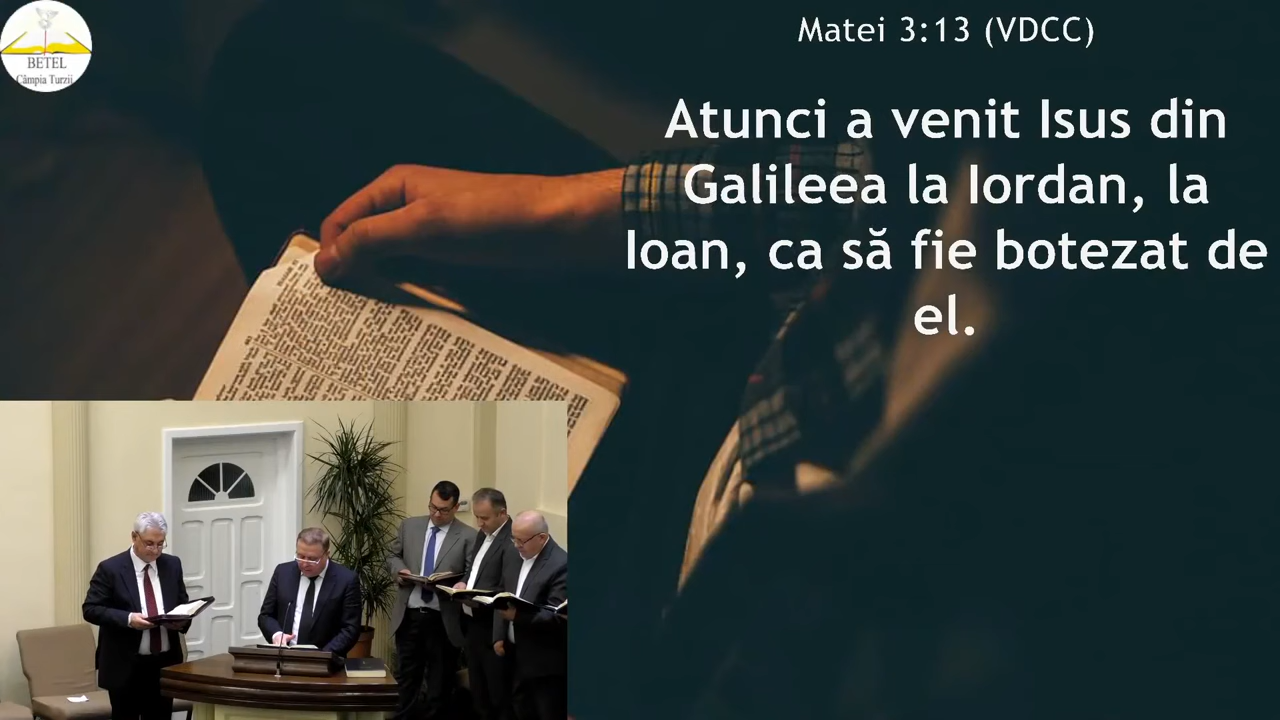 BETEL
Câmpia Turzii
Matei 3:13 (VDCC)
Atunci a venit Isus din
Galileea la Iordan, la
Ioan, ca să fie botezat de
el.